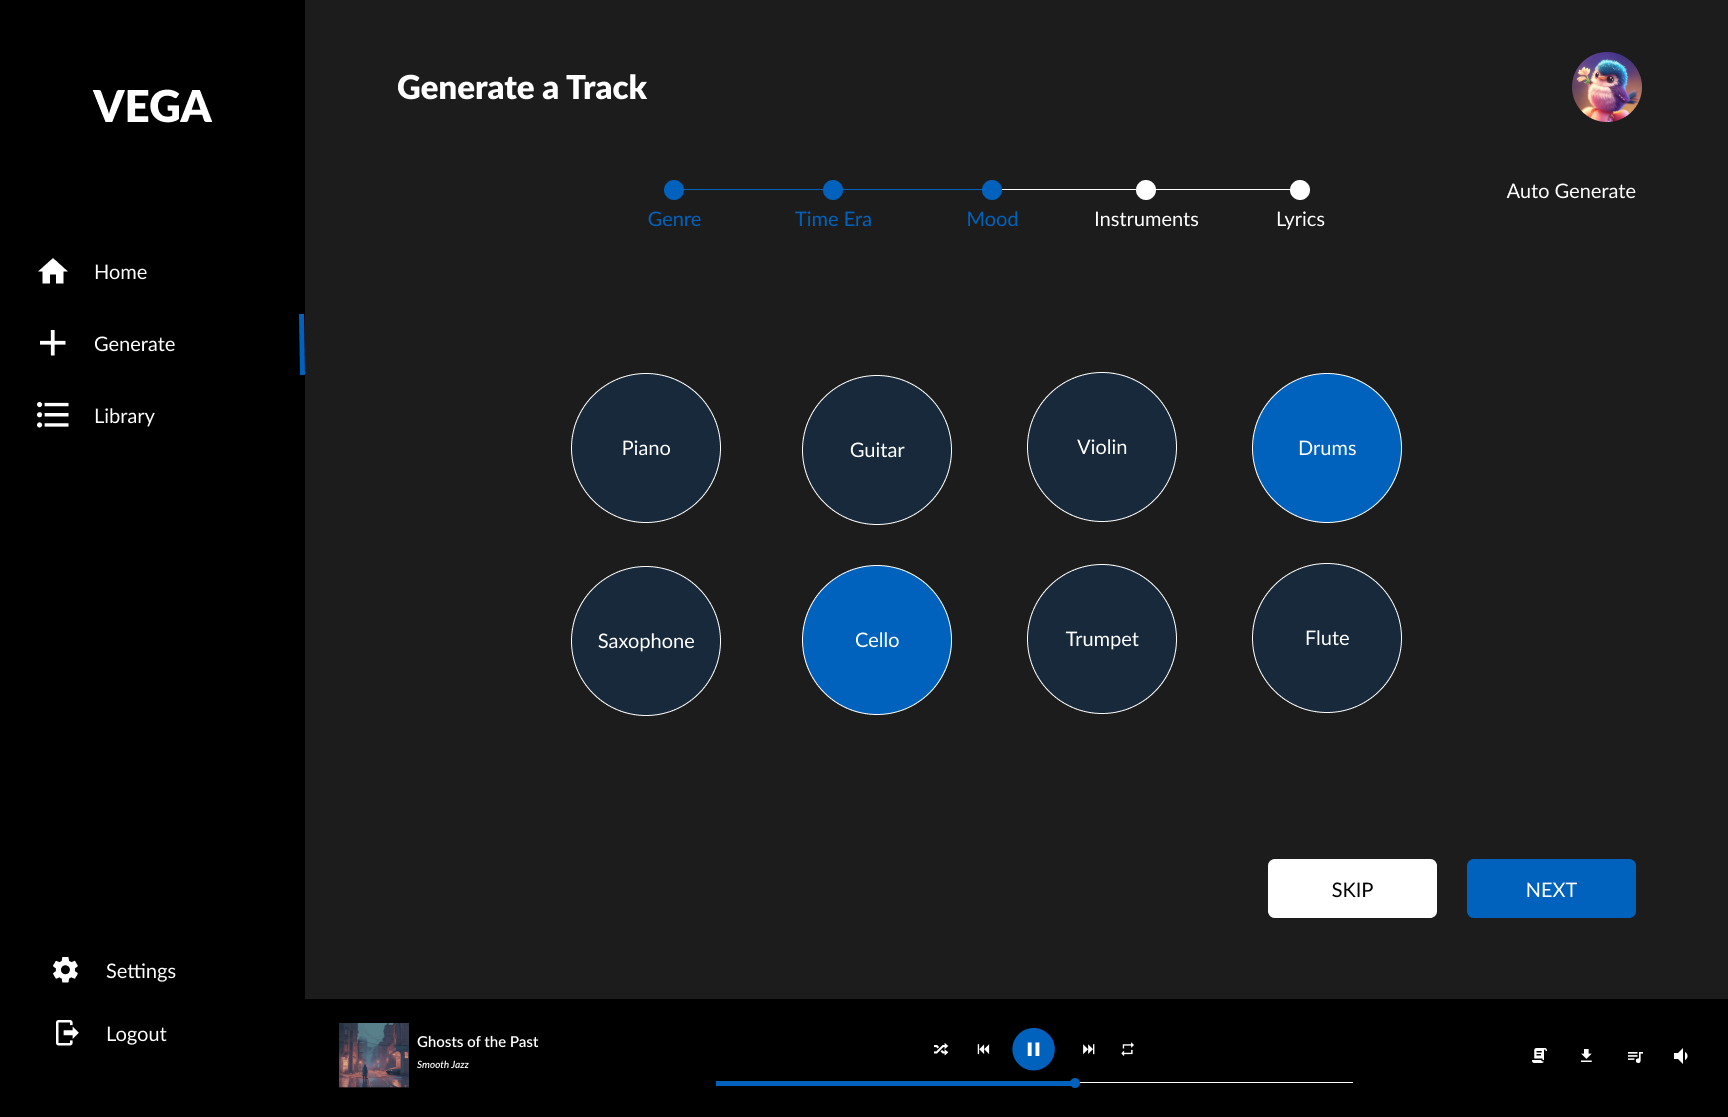 VEGA
Home
Generate
Library
Settings
Logout
Generate a Track
Genre
Time Era
Mood
Instruments
Lyrics
Auto Generate
Piano
Guitar
Violin
Drums
Saxophone
Cello
Trumpet
Flute
SKIP
NEXT
Ghosts of the Past
Smooth Jazz